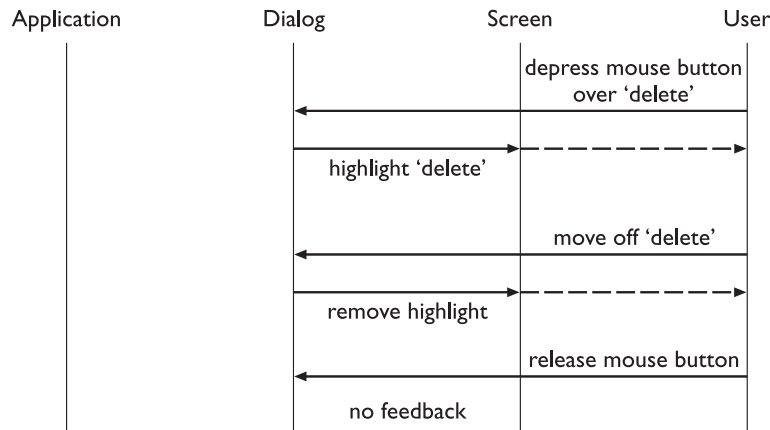 Application Dialog Screen User
depress mouse button
over ‘delete’
highlight ‘delete’
move off ‘delete’
remove highlight
release mouse button
no feedback